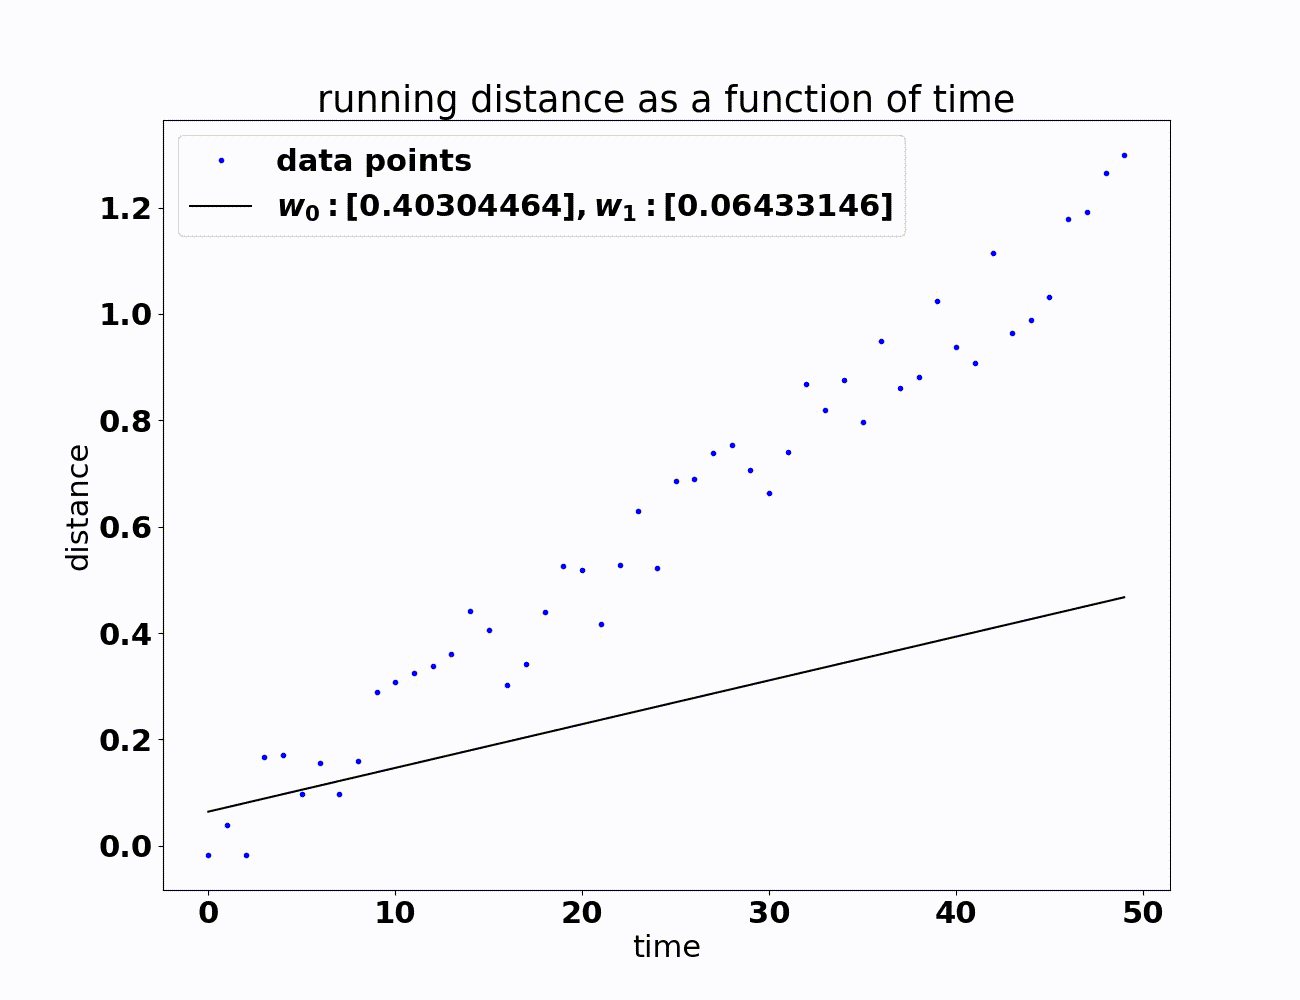 running distance as a function of time
data points
w₀ : [0.40304464], w₁ : [0.06433146]
1.2
1.0
0.8
0.6
0.4
0.2
0.0
distance
0 10 20 30 40 50
time